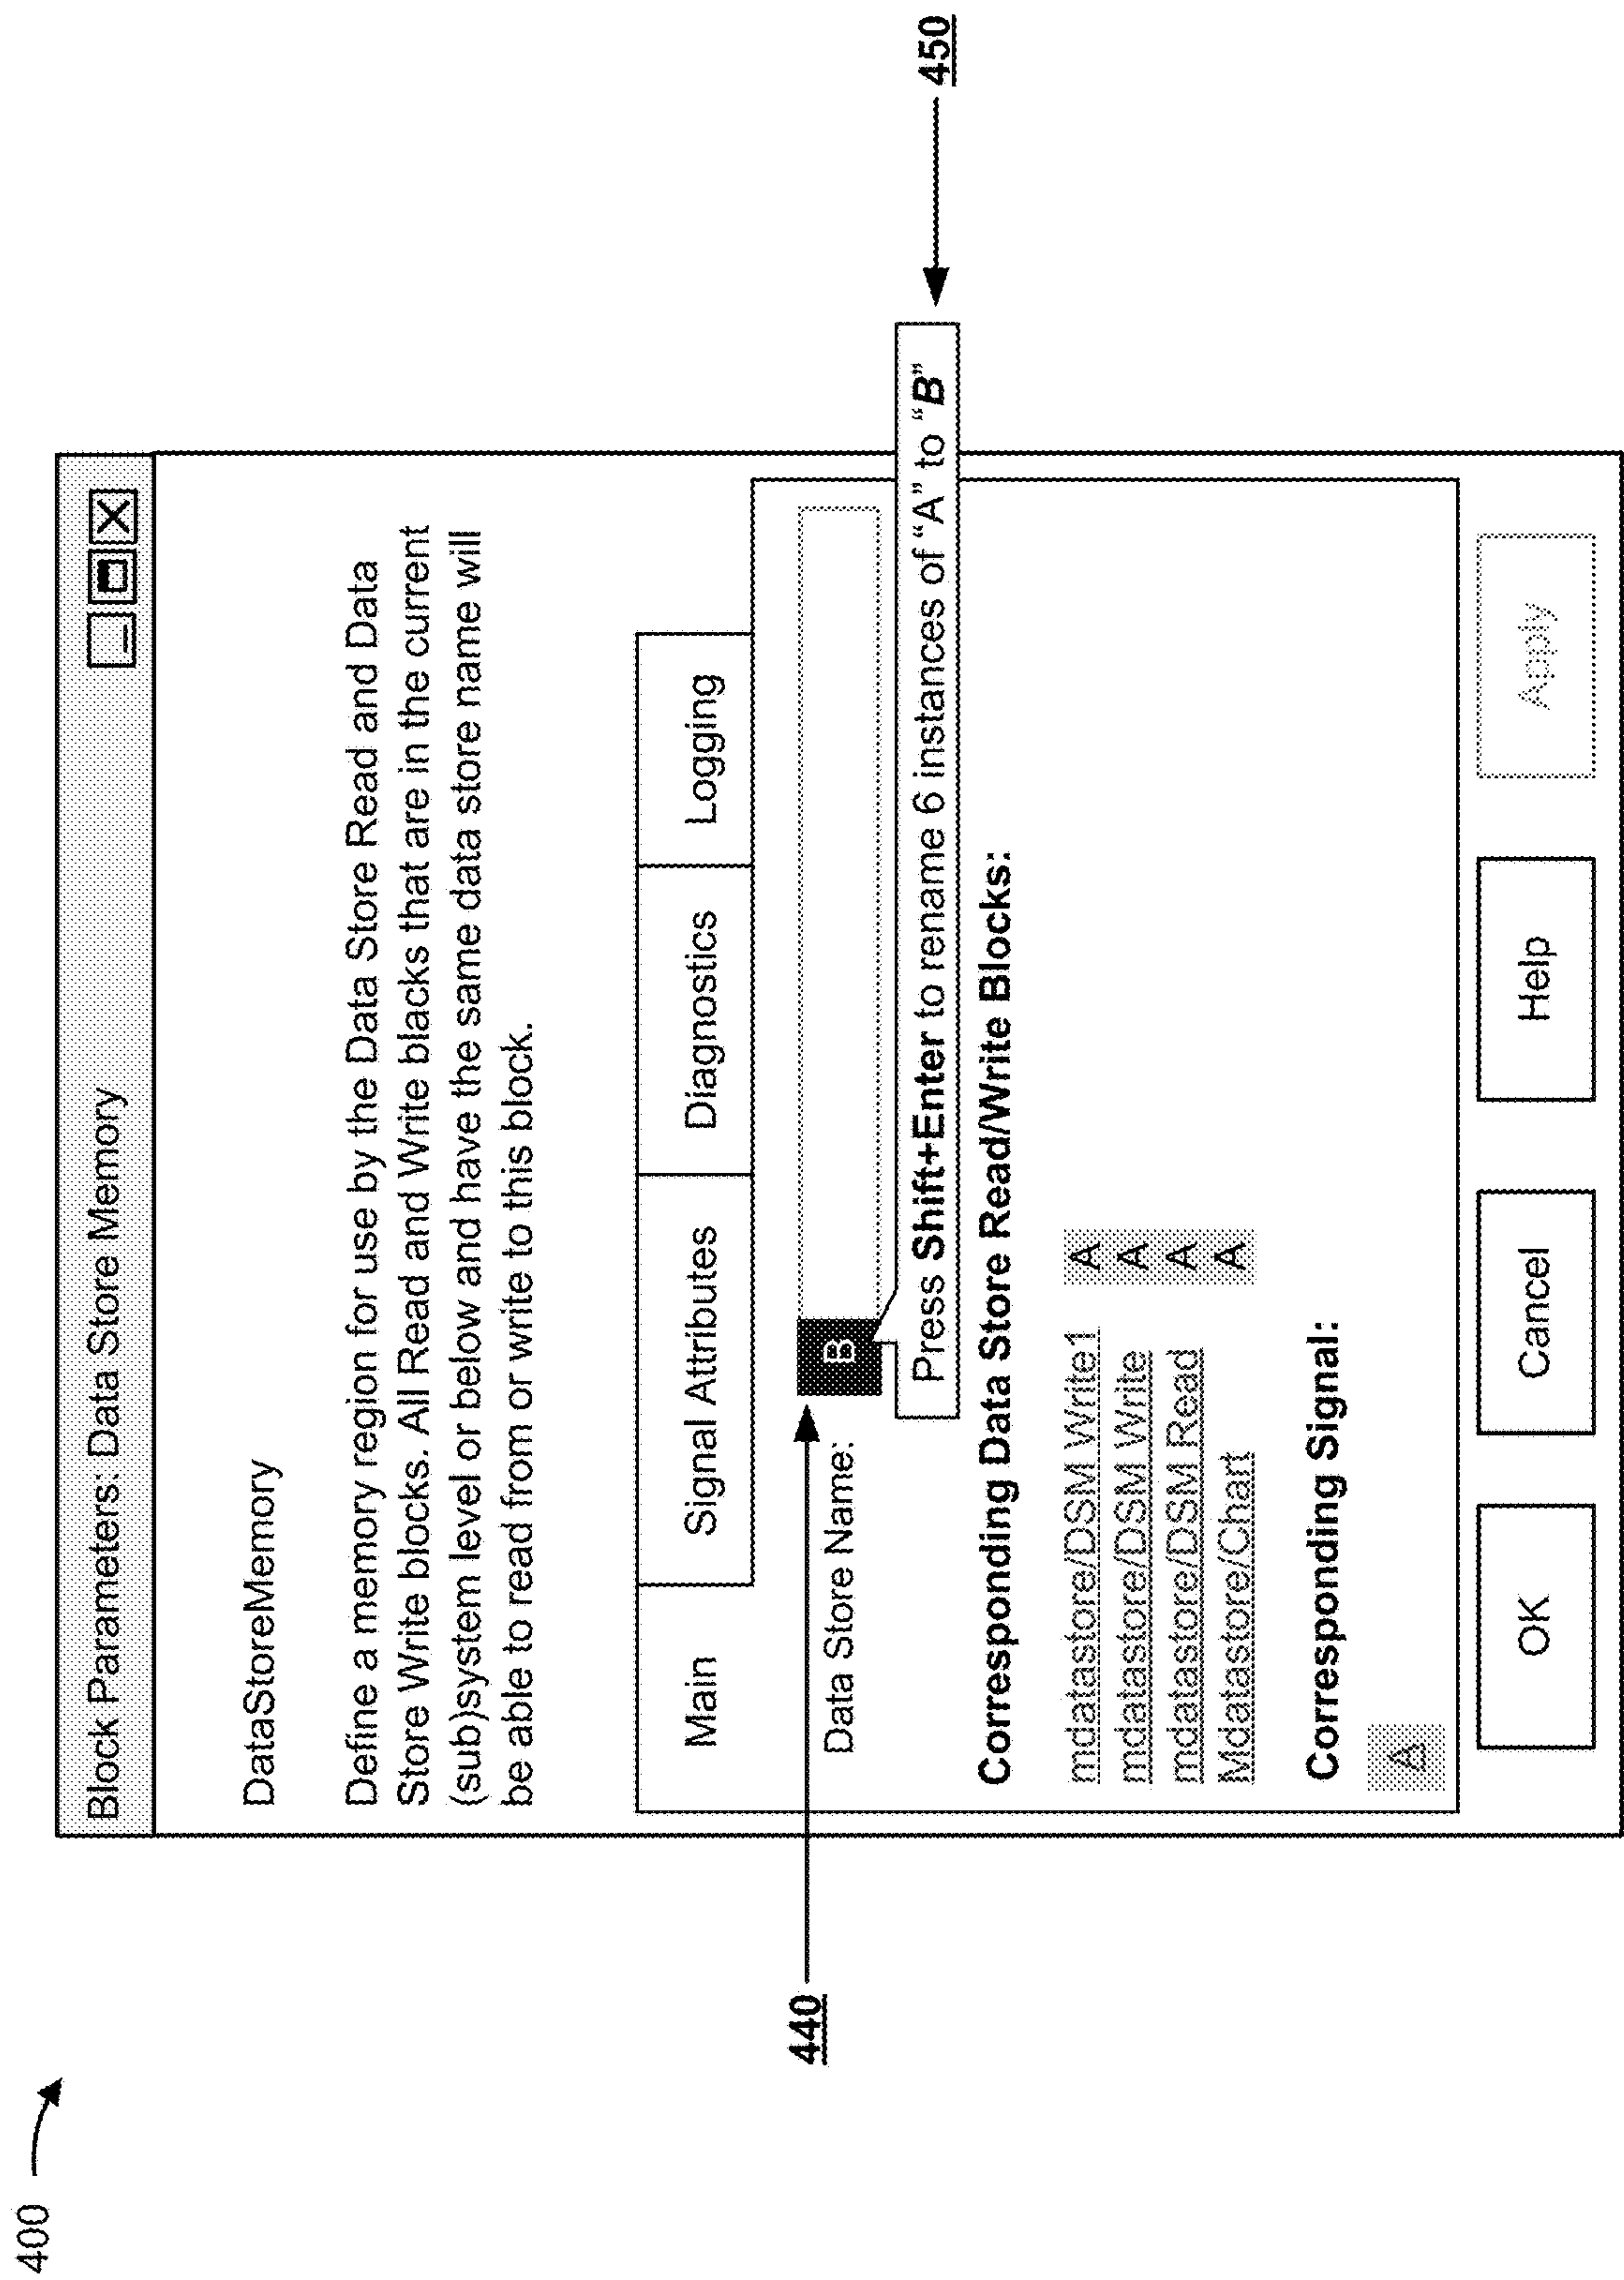 400
Block Parameters: Data Store Memory
DataStoreMemory
Define a memory region for use by the Data Store Read and Data
Store Write blocks. All Read and Write blacks that are in the current
(sub)system level or below and have the same data store name will
be able to read from or write to this block.
Main Signal Attributes Diagnostics Logging
440
Data Store Name: B
Press Shift+Enter to rename 6 instances of “A” to “B”
450
Corresponding Data Store Read/Write Blocks:
mdatastore/DSM Write1 A
mdatastore/DSM Write A
mdatastore/DSM Read A
Mdatastore/Chart A
Corresponding Signal:
A
OK Cancel Help Apply